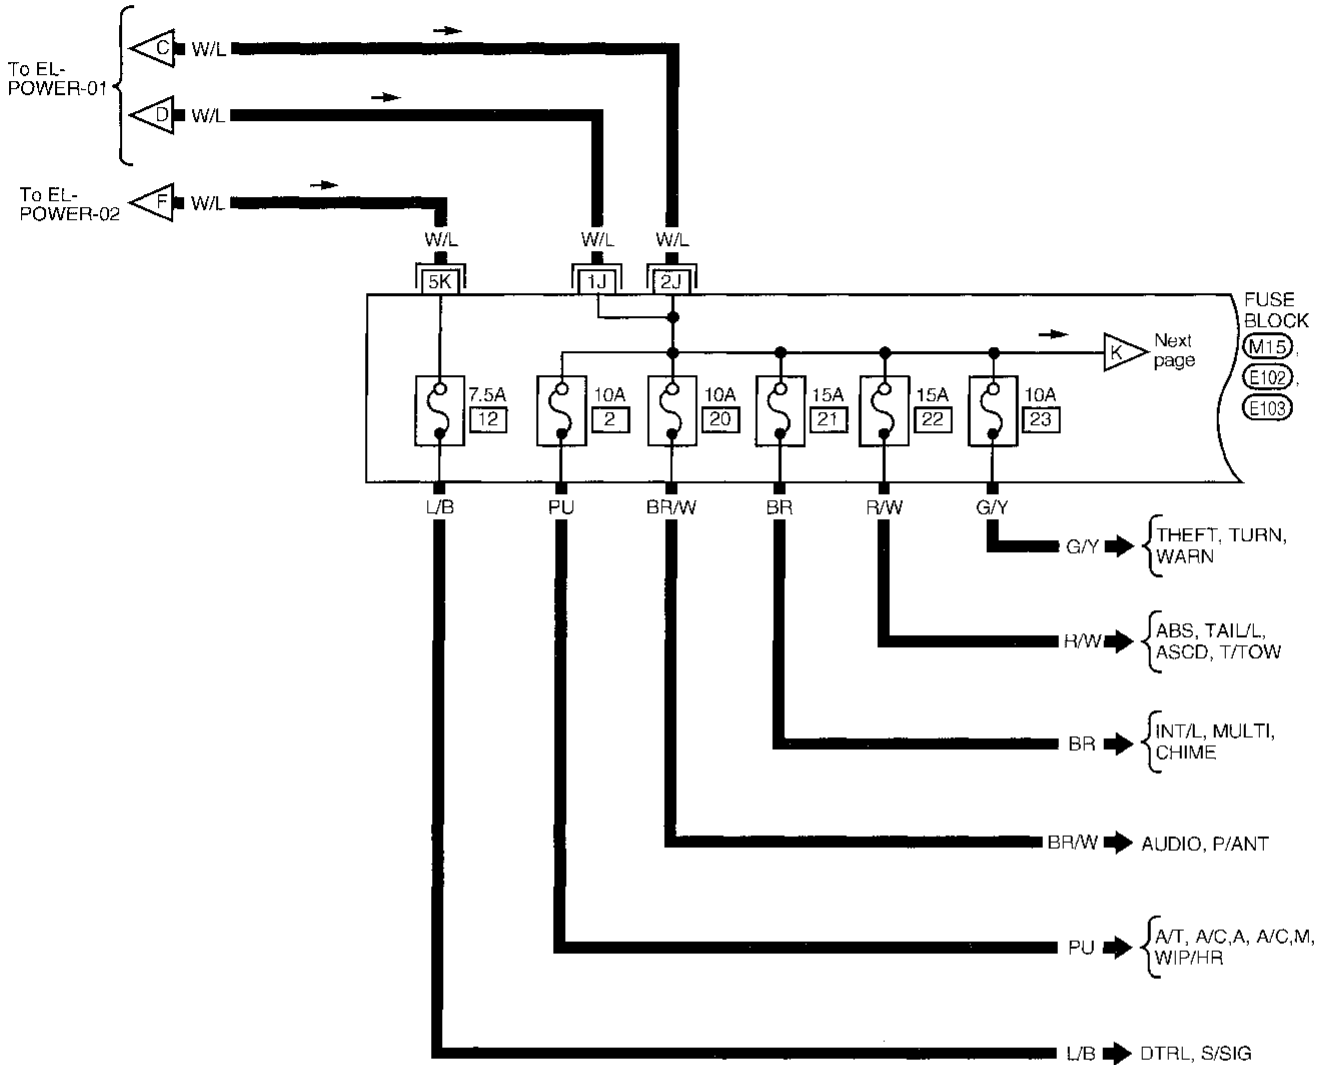 To EL-
POWER-01
C W/L
D W/L
To EL-
POWER-02
F W/L
W/L W/L W/L
5K 1J 2J
FUSE
BLOCK
M15,
E102,
E103
K Next
page
7.5A 10A 10A 15A 15A 10A
12 2 20 21 22 23
L/B PU BR/W BR R/W G/Y
G/Y THEFT, TURN,
WARN
R/W ABS, TAIL/L,
ASCD, T/TOW
BR INT/L, MULTI,
CHIME
BR/W AUDIO, P/ANT
PU A/T, A/C,A, A/C,M,
WIP/HR
L/B DTRL, S/SIG